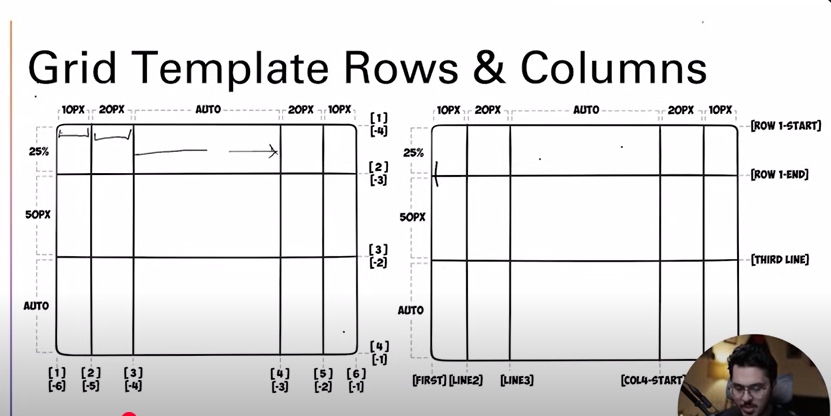 Grid Template Rows & Columns
10PX 20PX AUTO 20PX 10PX
25%
50PX
AUTO
[1]
[-4]
[2]
[-3]
[3]
[-2]
[4]
[-1]
[1] [2] [3] [4] [5] [6]
[-6] [-5] [-4] [-3] [-2] [-1]
10PX 20PX AUTO 20PX 10PX
25%
50PX
AUTO
[ROW 1-START]
[ROW 1-END]
[THIRD LINE]
[FIRST] [LINE2] [LINE3] [COL4-START